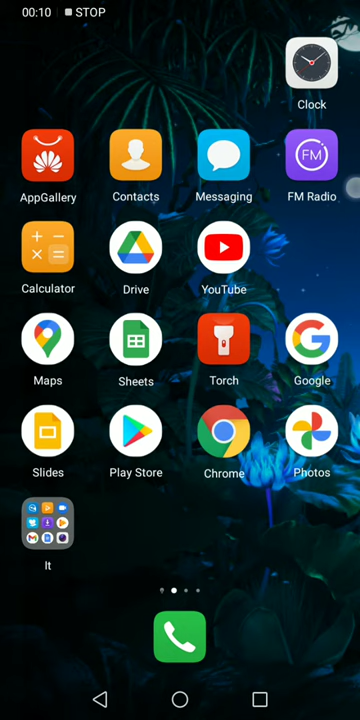 00:10 STOP
Clock
AppGallery Contacts Messaging FM Radio
FM
Calculator Drive YouTube
Maps Sheets Torch Google
Slides Play Store Chrome Photos
It